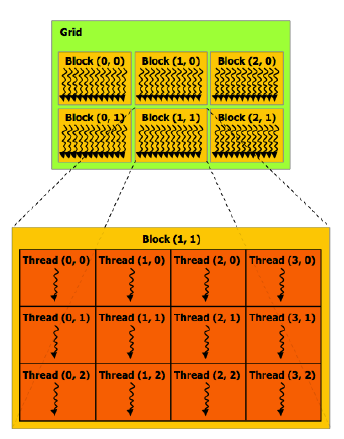 Grid
Block (0, 0) Block (1, 0) Block (2, 0)
Block (0, 1) Block (1, 1) Block (2, 1)
Block (1, 1)
Thread (0, 0) Thread (1, 0) Thread (2, 0) Thread (3, 0)
Thread (0, 1) Thread (1, 1) Thread (2, 1) Thread (3, 1)
Thread (0, 2) Thread (1, 2) Thread (2, 2) Thread (3, 2)